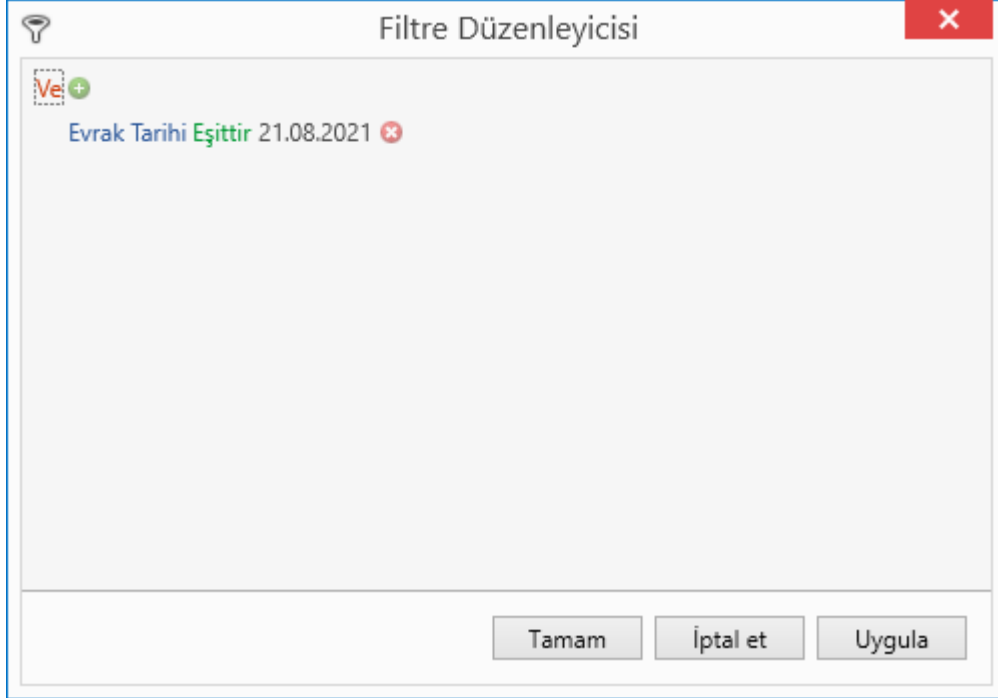 Filtre Düzenleyicisi
Ve
Evrak Tarihi Eşittir 21.08.2021
Tamam İptal et Uygula